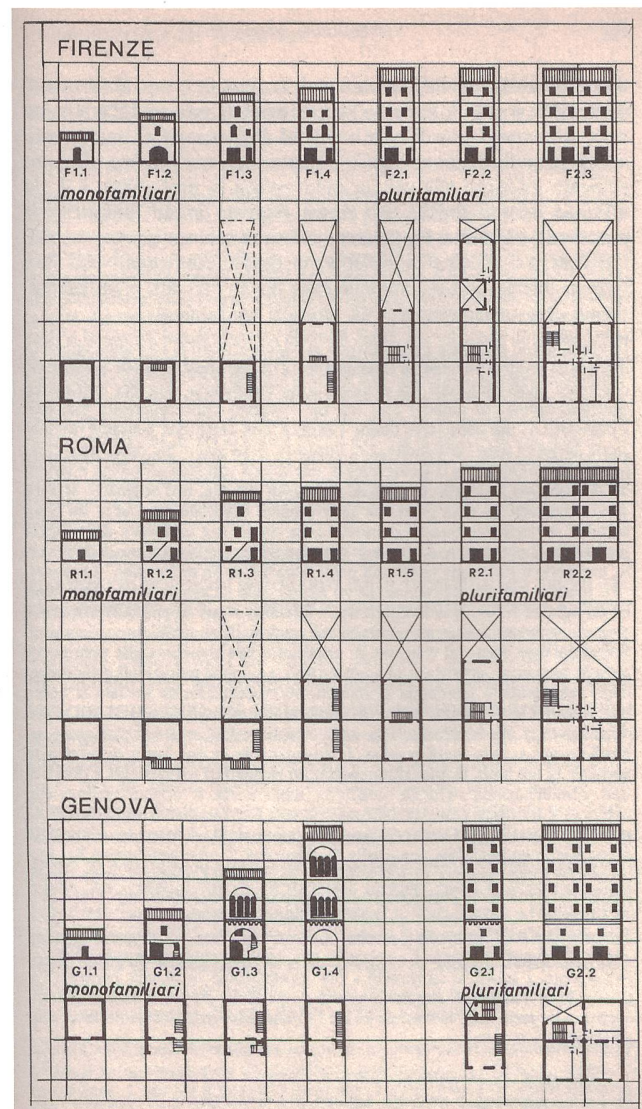 FIRENZE
F1.1 F1.2 F1.3 F1.4 F2.1 F2.2 F2.3
monofamiliari plurifamiliari
ROMA
R1.1 R1.2 R1.3 R1.4 R1.5 R2.1 R2.2
monofamiliari plurifamiliari
GENOVA
G1.1 G1.2 G1.3 G1.4 G2.1 G2.2
monofamiliari plurifamiliari